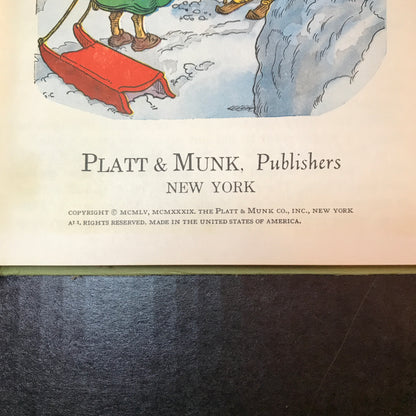 PLATT & MUNK, Publishers
NEW YORK
COPYRIGHT © MCMLV, MCMXXXIX. THE PLATT & MUNK CO., INC., NEW YORK
ALL RIGHTS RESERVED. MADE IN THE UNITED STATES OF AMERICA.